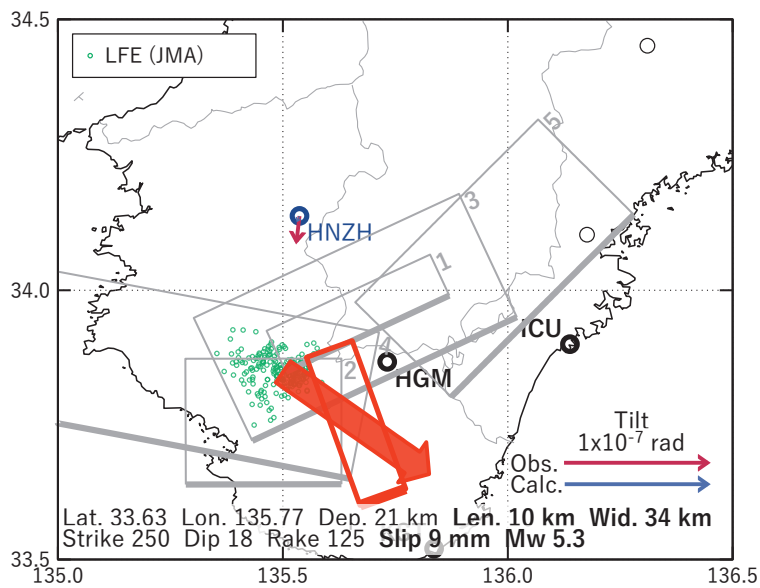 34.5
LFE (JMA)
5
3
HNZH
1
34.0
ICU
4
2
HGM
Tilt
1x10⁻⁷ rad
Obs.
Calc.
Lat. 33.63 Lon. 135.77 Dep. 21 km Len. 10 km Wid. 34 km
Strike 250 Dip 18 Rake 125 Slip 9 mm Mw 5.3
33.5
135.0 135.5 136.0 136.5